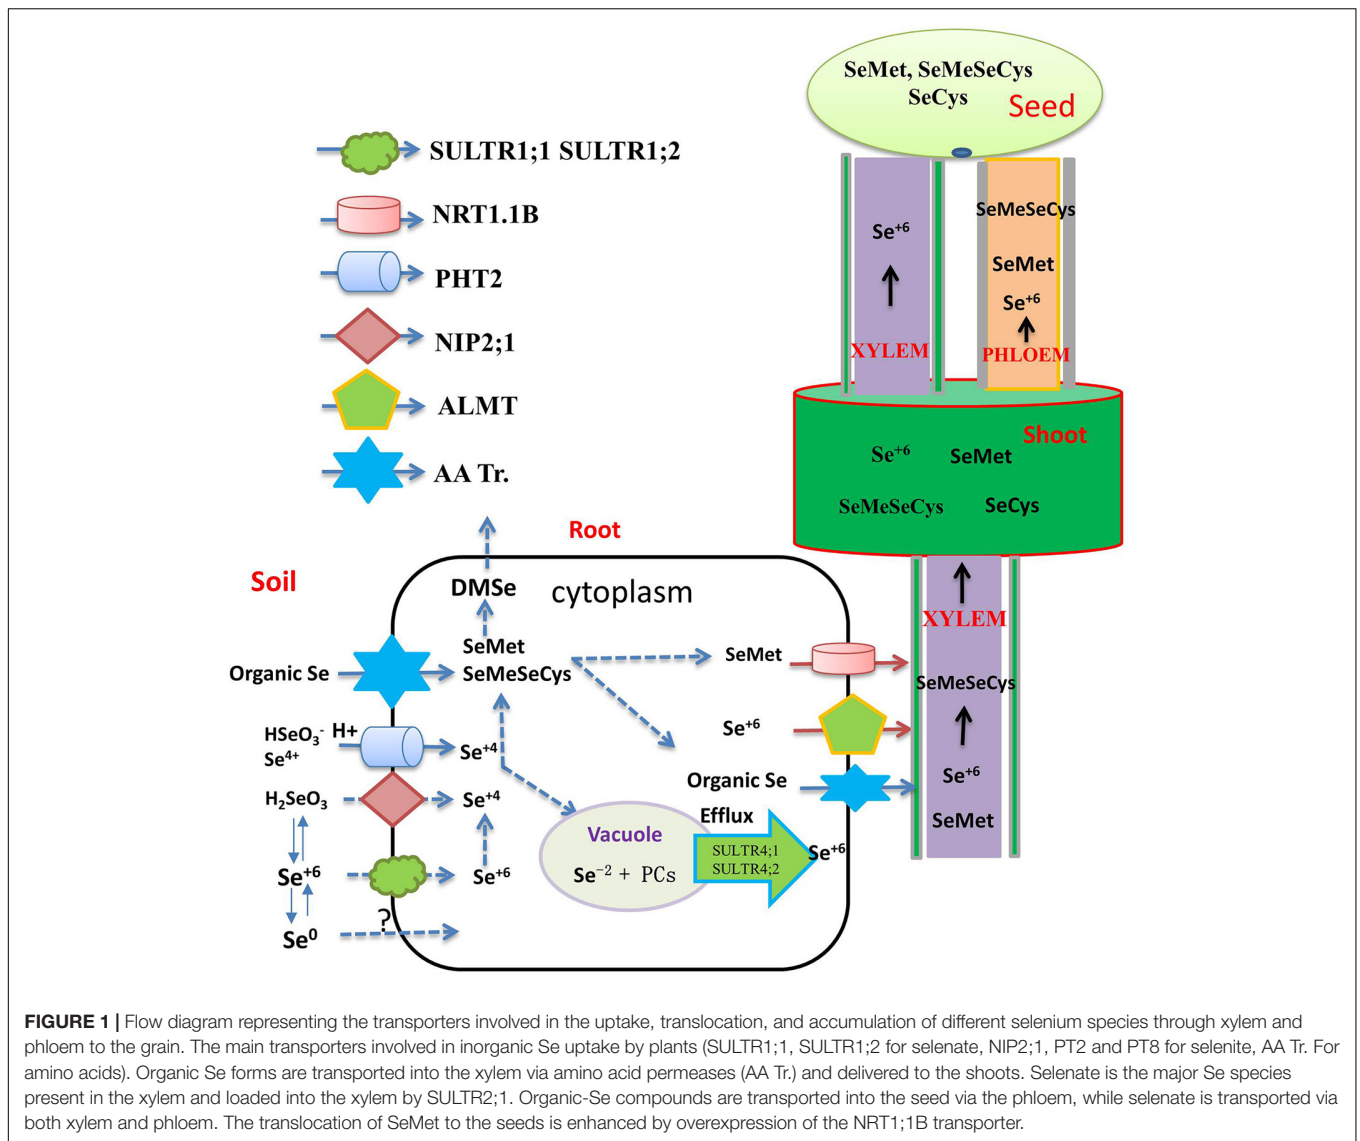 SeMet, SeMeSeCys
SeCys
Seed
SULTR1;1 SULTR1;2
NRT1.1B
PHT2
NIP2;1
ALMT
AA Tr.
Se⁺⁶
XYLEM
SeMeSeCys
SeMet
Se⁺⁶
PHLOEM
Shoot
Se⁺⁶
SeMet
SeMeSeCys
SeCys
Root
Soil
DMSe
cytoplasm
SeMet
SeMeSeCys
Organic Se
HSeO₃⁻ H+
Se⁴⁺
Se⁺⁴
H₂SeO₃
Se⁺⁴
Se⁺⁶
Se⁺⁶
?
Se⁰
SeMet
Se⁺⁶
Organic Se
Efflux
Vacuole
Se⁻² + PCs
SULTR4;1
SULTR4;2
Se⁺⁶
XYLEM
SeMeSeCys
Se⁺⁶
SeMet
FIGURE 1 | Flow diagram representing the transporters involved in the uptake, translocation, and accumulation of different selenium species through xylem and
phloem to the grain. The main transporters involved in inorganic Se uptake by plants (SULTR1;1, SULTR1;2 for selenate, NIP2;1, PT2 and PT8 for selenite, AA Tr. For
amino acids). Organic Se forms are transported into the xylem via amino acid permeases (AA Tr.) and delivered to the shoots. Selenate is the major Se species
present in the xylem and loaded into the xylem by SULTR2;1. Organic-Se compounds are transported into the seed via the phloem, while selenate is transported via
both xylem and phloem. The translocation of SeMet to the seeds is enhanced by overexpression of the NRT1;1B transporter.